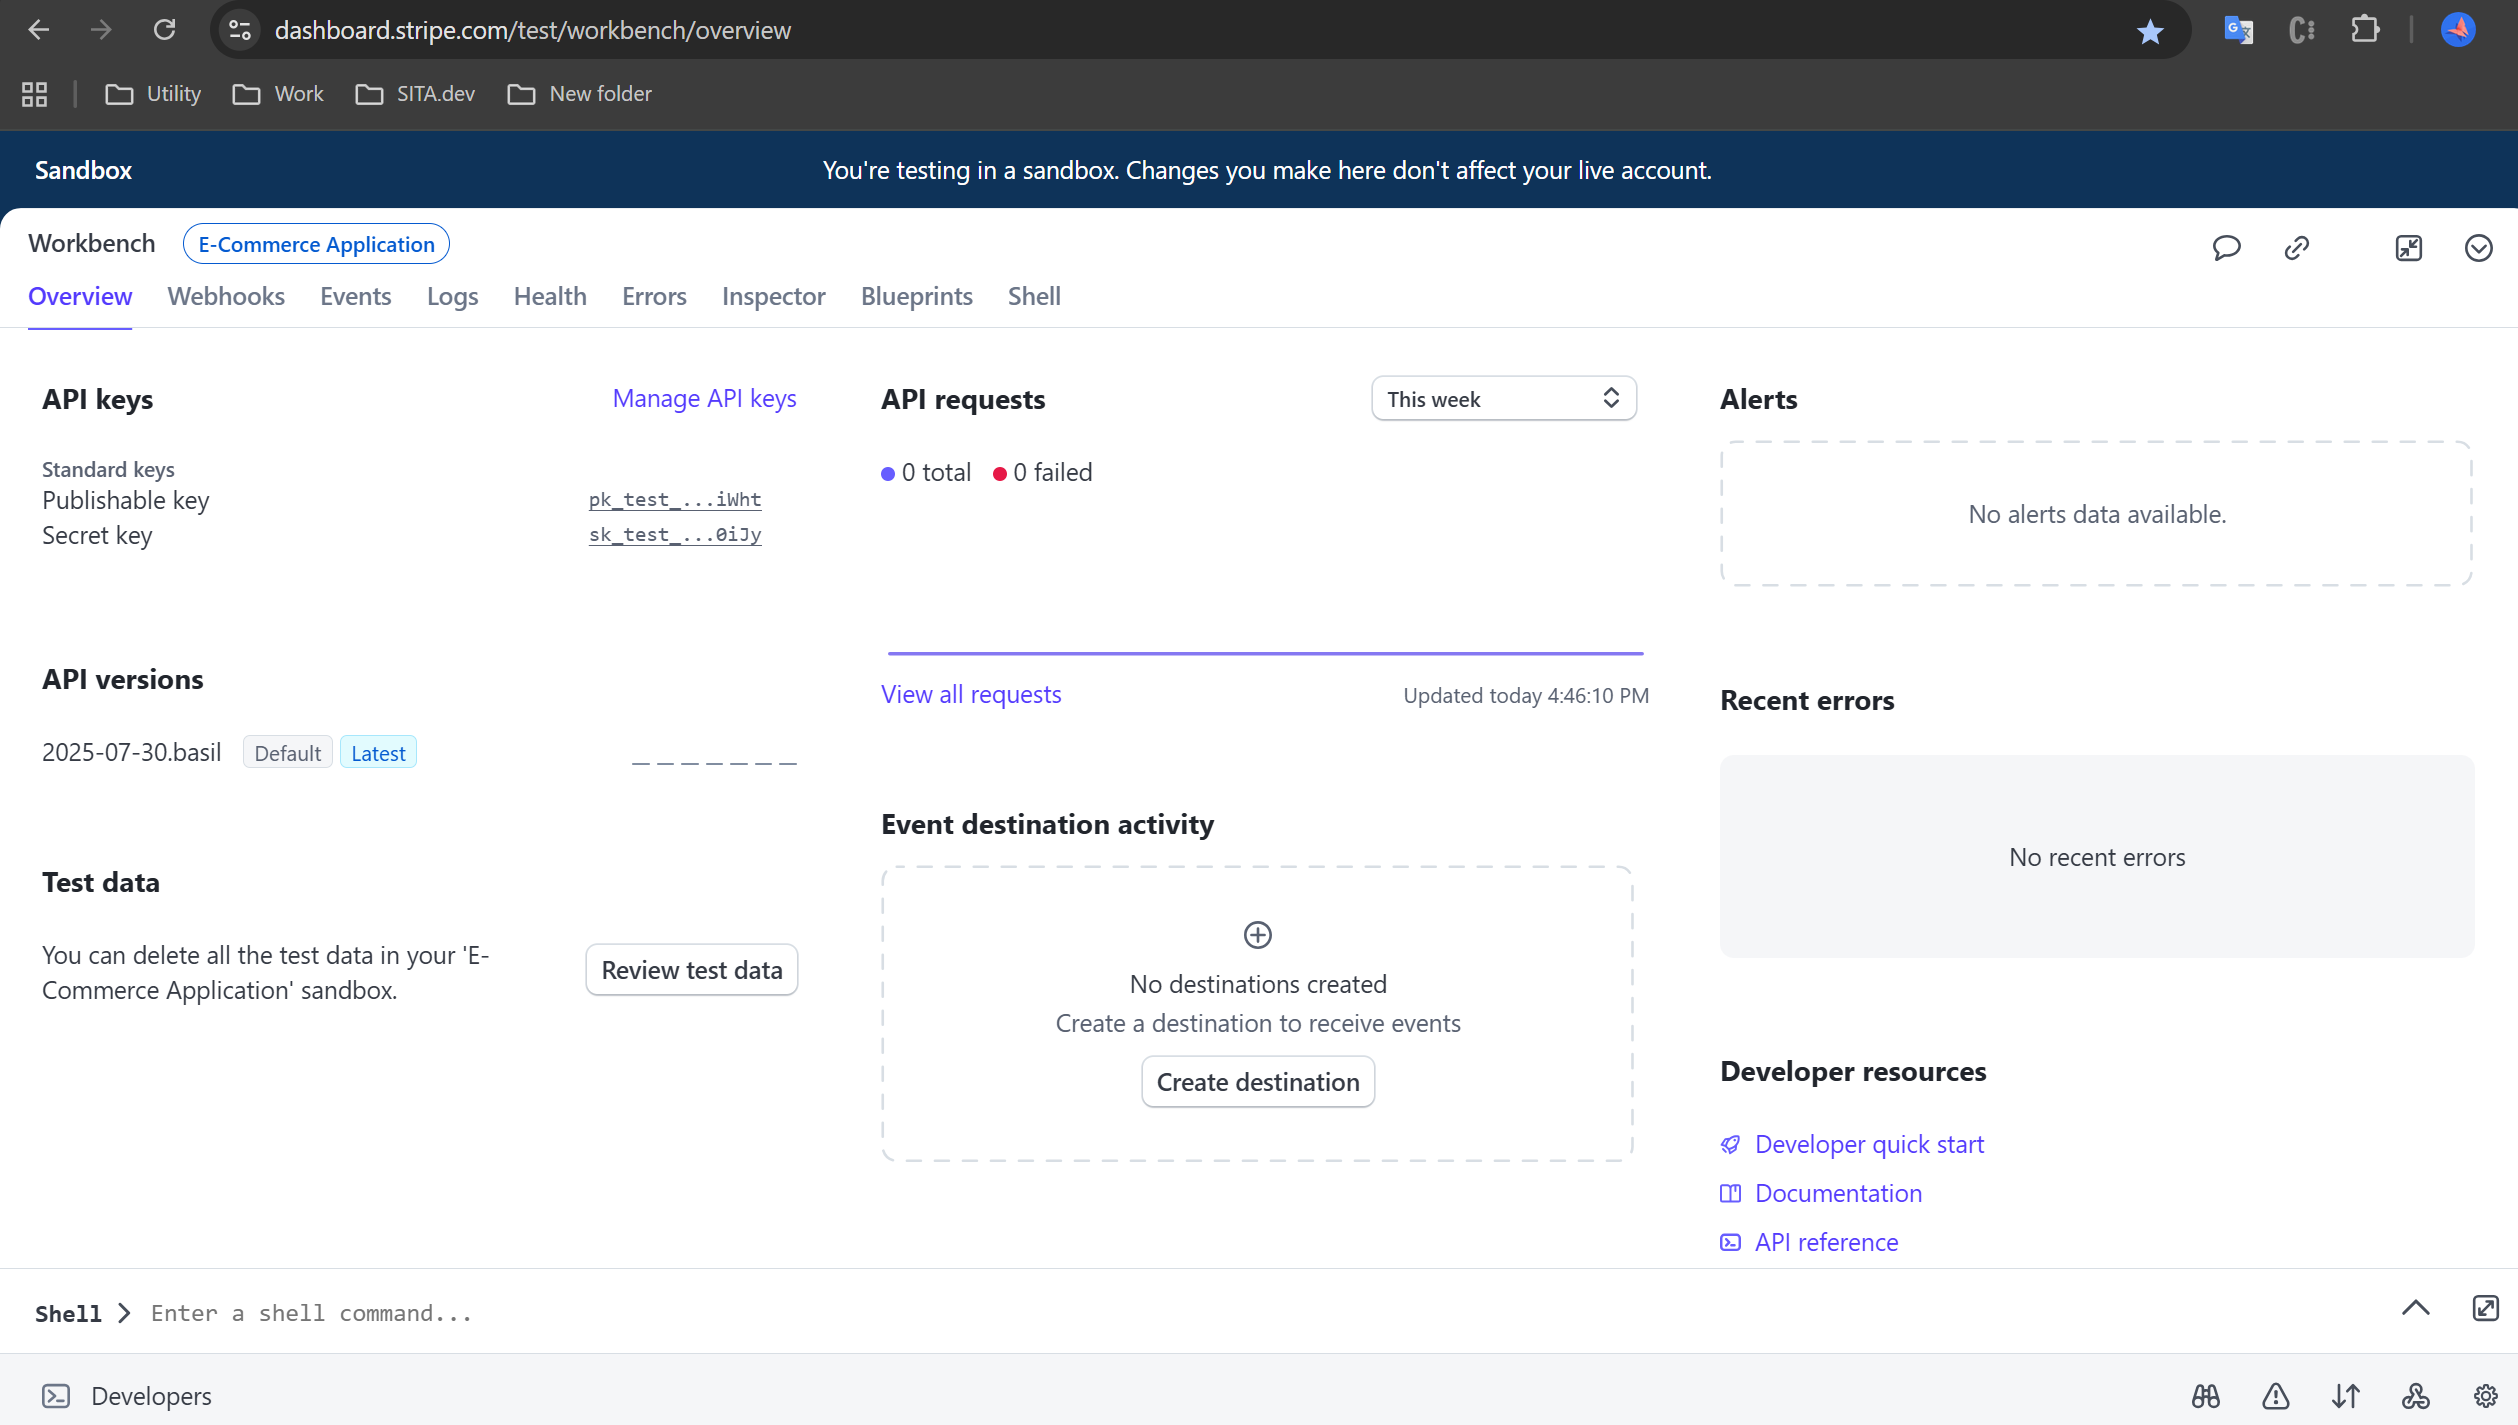 dashboard.stripe.com/test/workbench/overview
Utility
Work
SITA.dev
New folder
Sandbox
You're testing in a sandbox. Changes you make here don't affect your live account.
Workbench
E-Commerce Application
Overview
Webhooks
Events
Logs
Health
Errors
Inspector
Blueprints
Shell
API keys
Manage API keys
Standard keys
Publishable key
pk_test_...iWht
Secret key
sk_test_...0iJy
API versions
2025-07-30.basil
Default
Latest
Test data
You can delete all the test data in your 'E-
Commerce Application' sandbox.
Review test data
API requests
This week
0 total
0 failed
View all requests
Updated today 4:46:10 PM
Event destination activity
No destinations created
Create a destination to receive events
Create destination
Alerts
No alerts data available.
Recent errors
No recent errors
Developer resources
Developer quick start
Documentation
API reference
Shell
Enter a shell command...
Developers